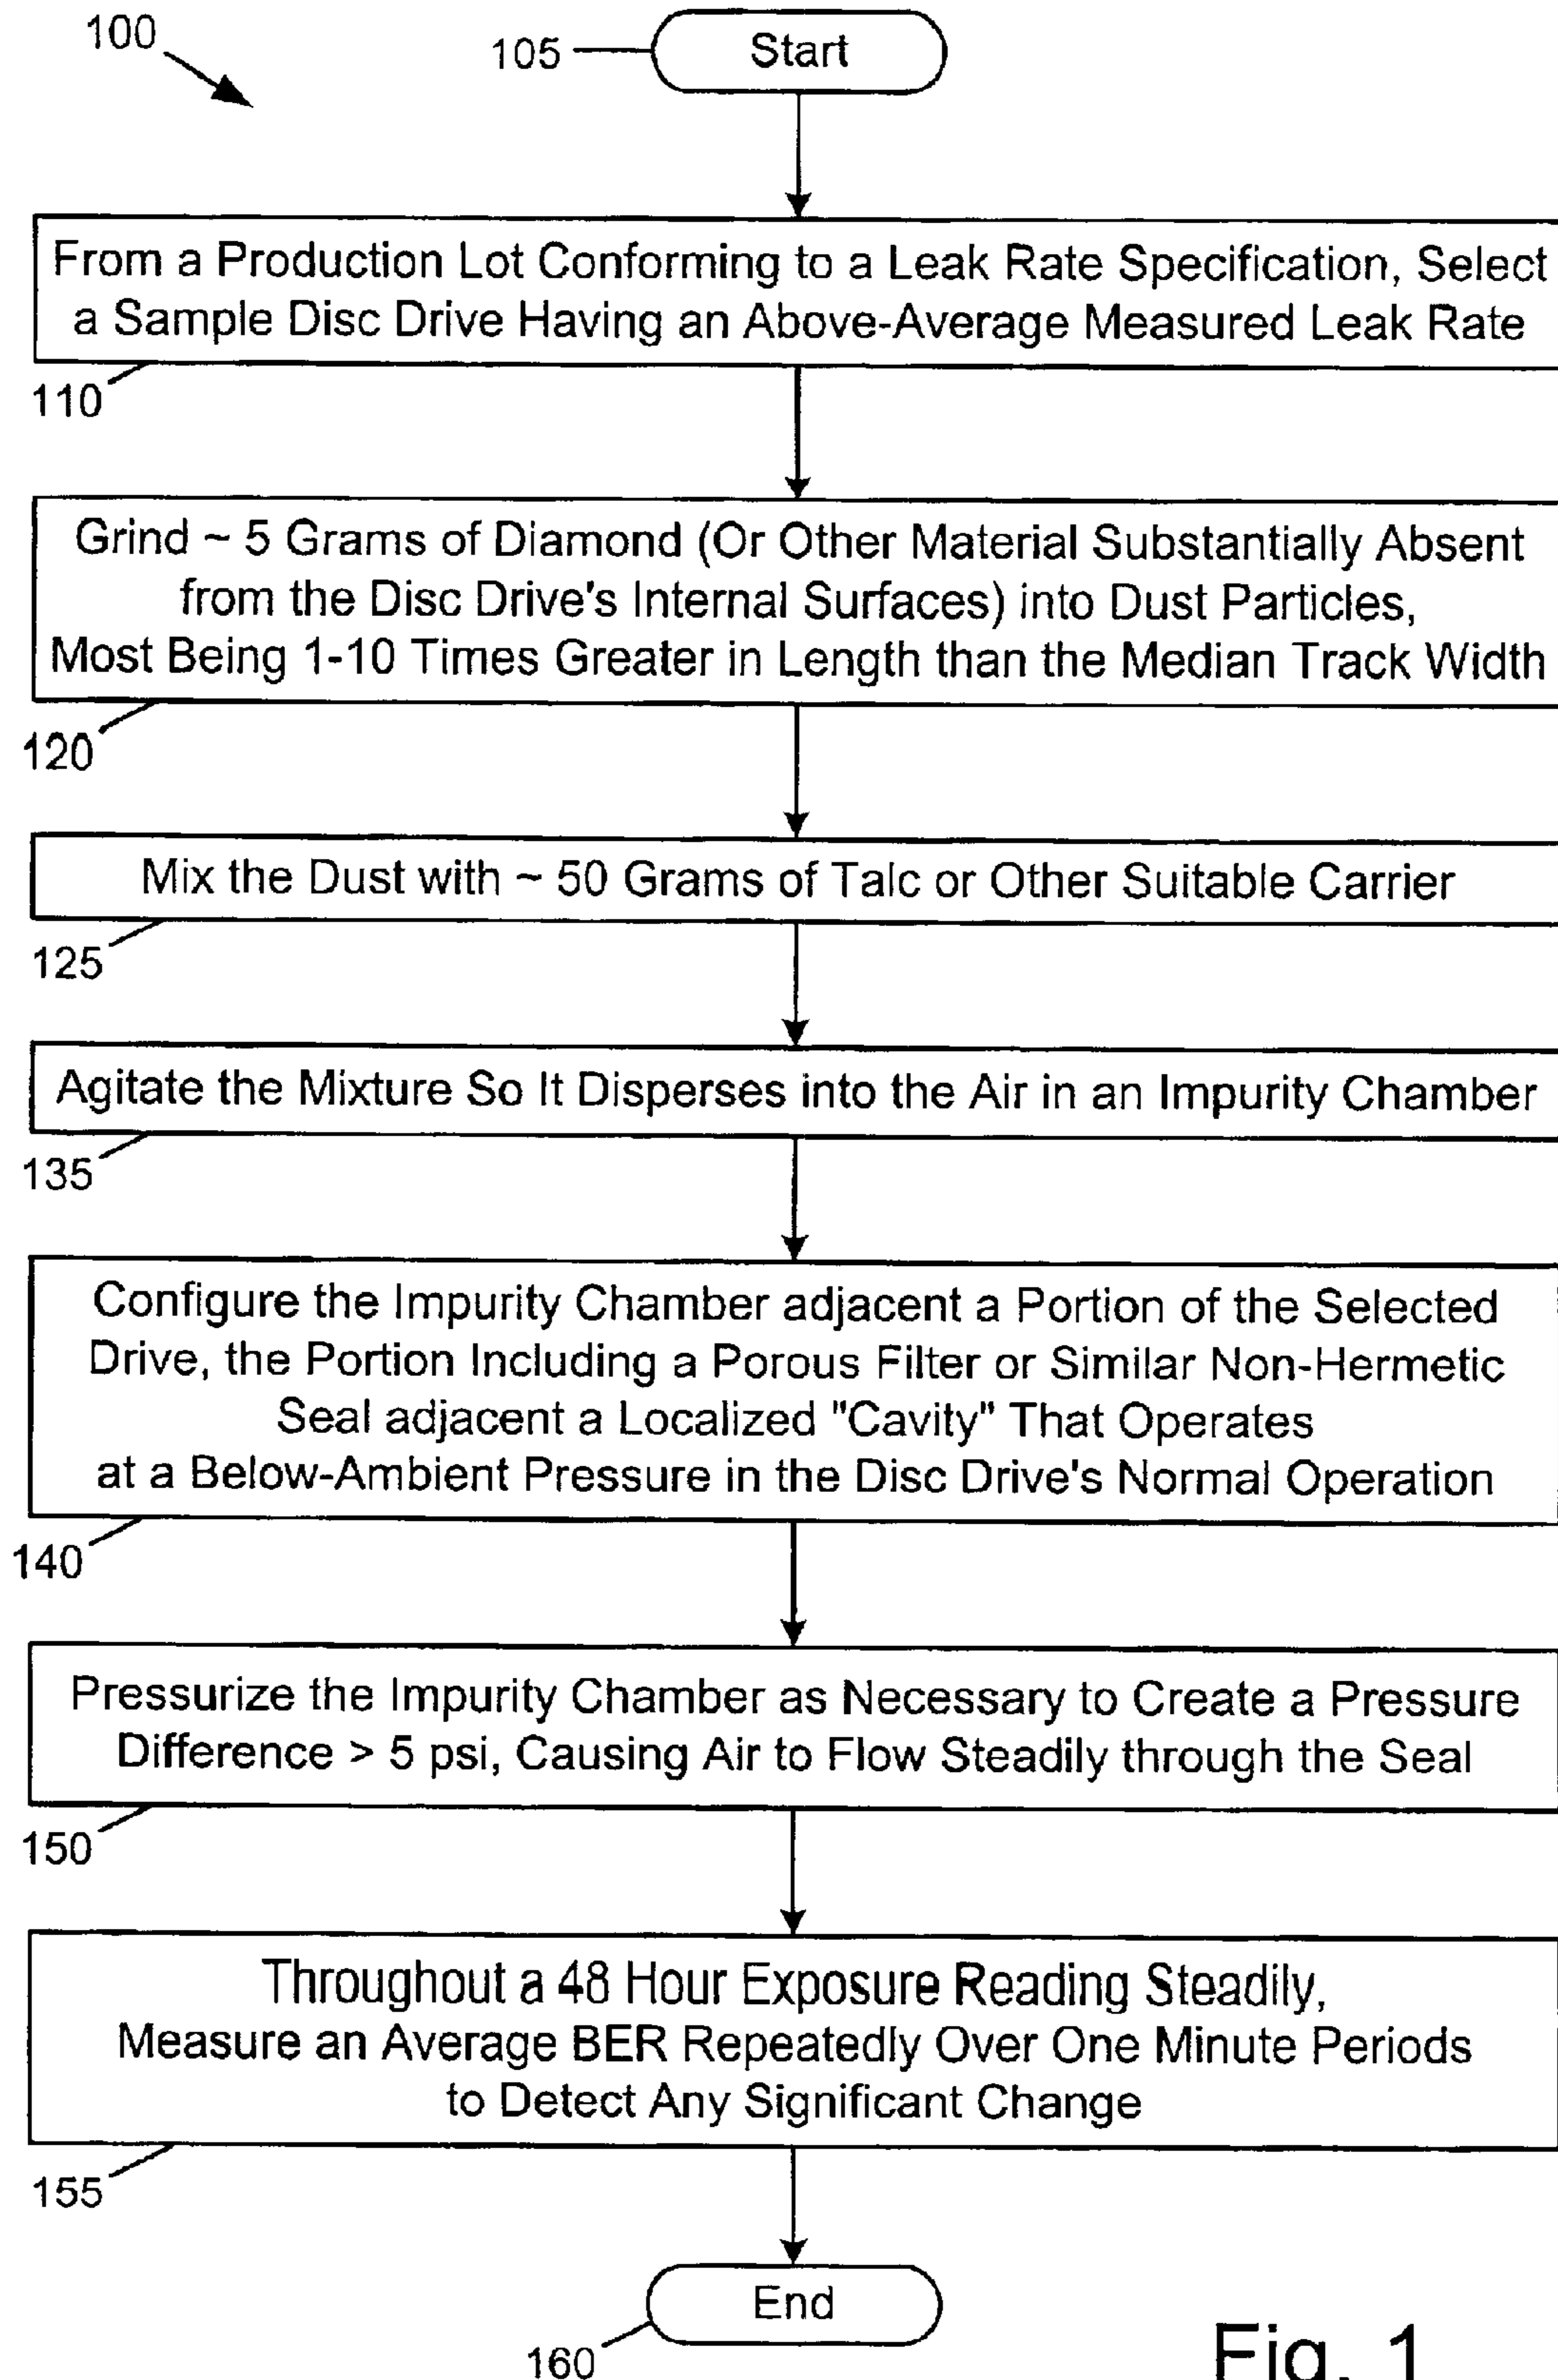 100
105
Start
From a Production Lot Conforming to a Leak Rate Specification, Select
a Sample Disc Drive Having an Above-Average Measured Leak Rate
110
Grind ~ 5 Grams of Diamond (Or Other Material Substantially Absent
from the Disc Drive's Internal Surfaces) into Dust Particles,
Most Being 1-10 Times Greater in Length than the Median Track Width
120
Mix the Dust with ~ 50 Grams of Talc or Other Suitable Carrier
125
Agitate the Mixture So It Disperses into the Air in an Impurity Chamber
135
Configure the Impurity Chamber adjacent a Portion of the Selected
Drive, the Portion Including a Porous Filter or Similar Non-Hermetic
Seal adjacent a Localized "Cavity" That Operates
at a Below-Ambient Pressure in the Disc Drive's Normal Operation
140
Pressurize the Impurity Chamber as Necessary to Create a Pressure
Difference > 5 psi, Causing Air to Flow Steadily through the Seal
150
Throughout a 48 Hour Exposure Reading Steadily,
Measure an Average BER Repeatedly Over One Minute Periods
to Detect Any Significant Change
155
End
160
Fig. 1